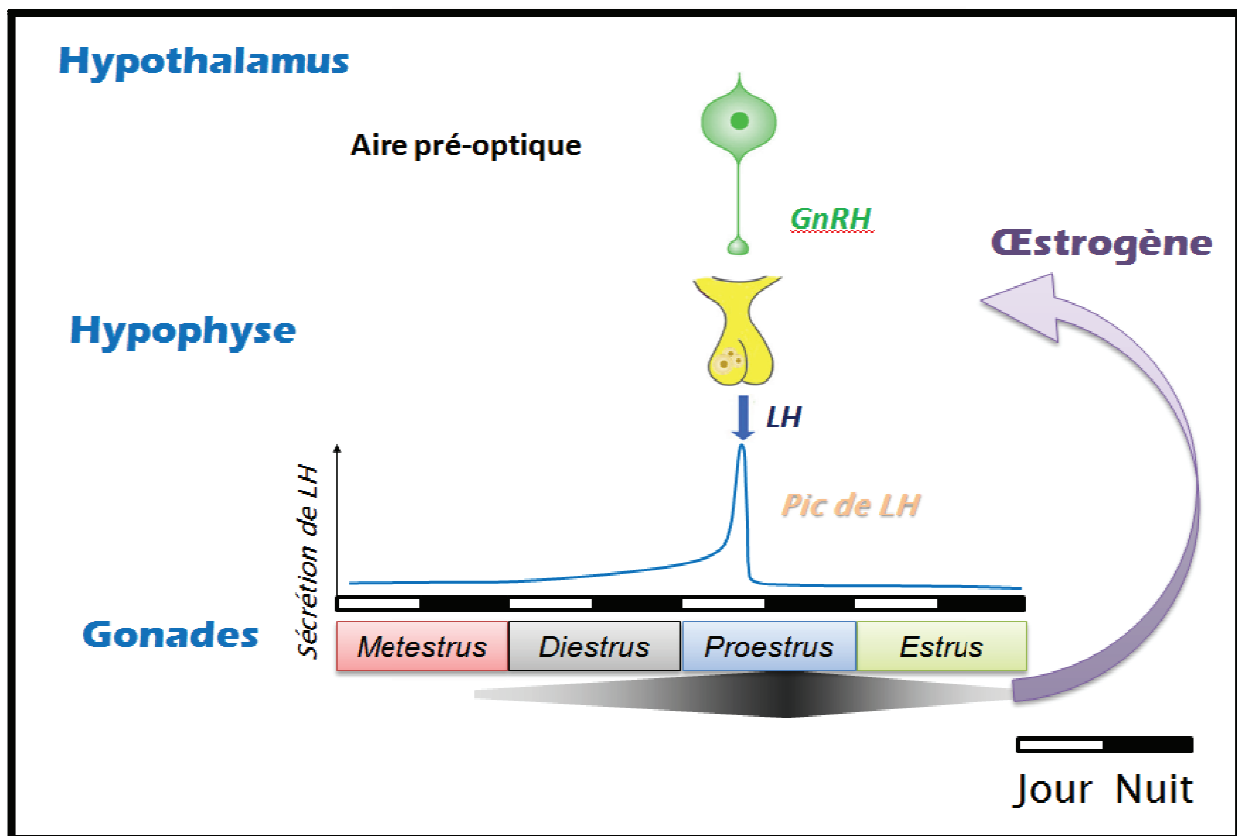 Hypothalamus
Aire pré-optique
GnRH
Œstrogène
Hypophyse
LH
Sécrétion de LH
Pic de LH
Gonades
Metestrus Diestrus Proestrus Estrus
Jour Nuit